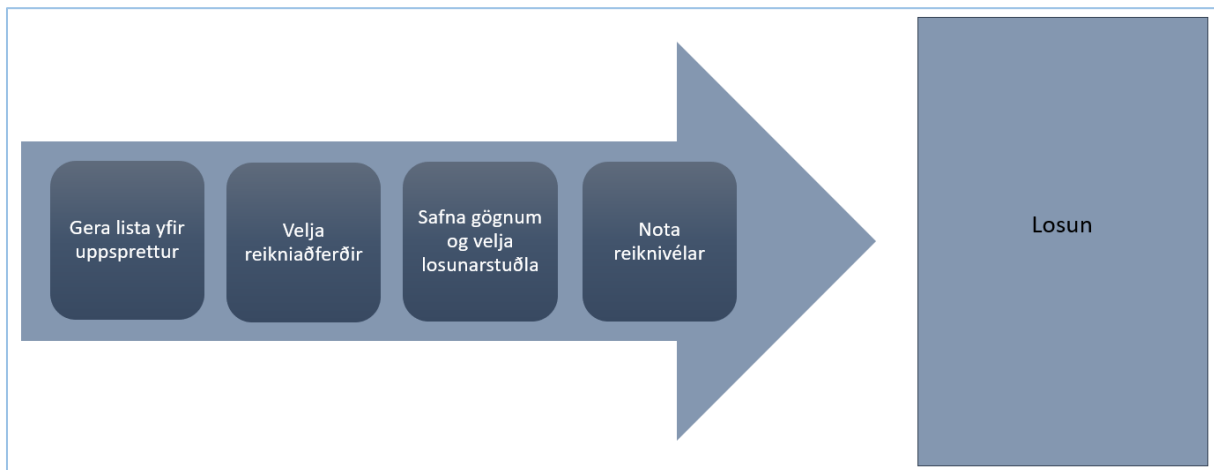 Gera lista yfir
uppsprettur
Velja
reikniaðferðir
Safna gögnum
og velja
losunarstuðla
Nota
reiknivélar
Losun